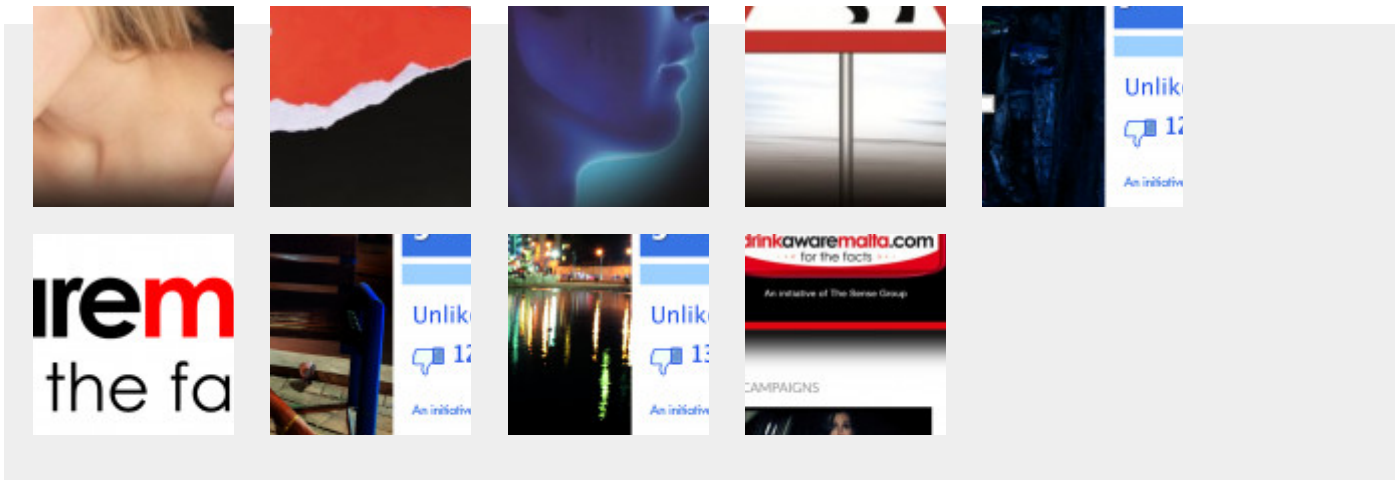 Unlik
12
An initiativ
arem
the fa
Unlik
12
An initiativ
Unlik
13
An initiativ
drinkawaremalta.com
for the facts
An initiative of The Sense Group
CAMPAIGNS